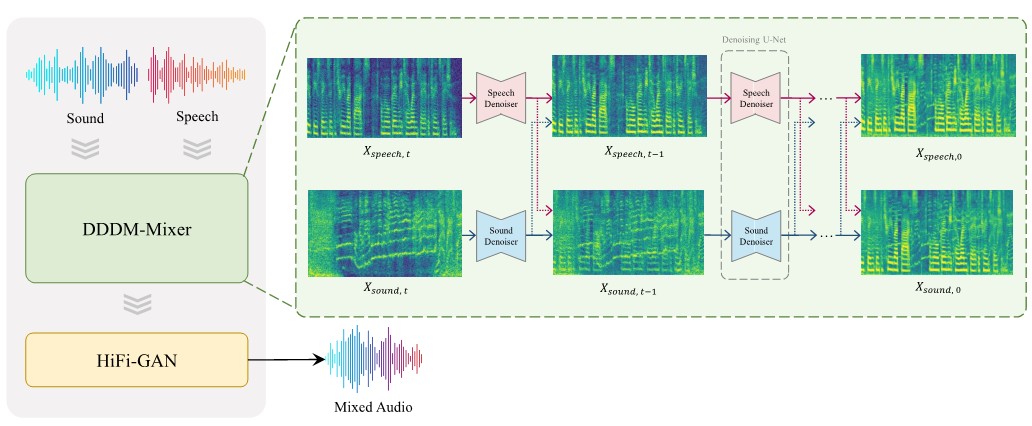 Sound
Speech
DDDM-Mixer
HiFi-GAN
Mixed Audio
Denoising U-Net
Speech
Denoiser
Speech
Denoiser
...
X_{speech, t}
X_{speech, t−1}
X_{speech,0}
Sound
Denoiser
Sound
Denoiser
...
X_{sound, t}
X_{sound, t−1}
X_{sound, 0}